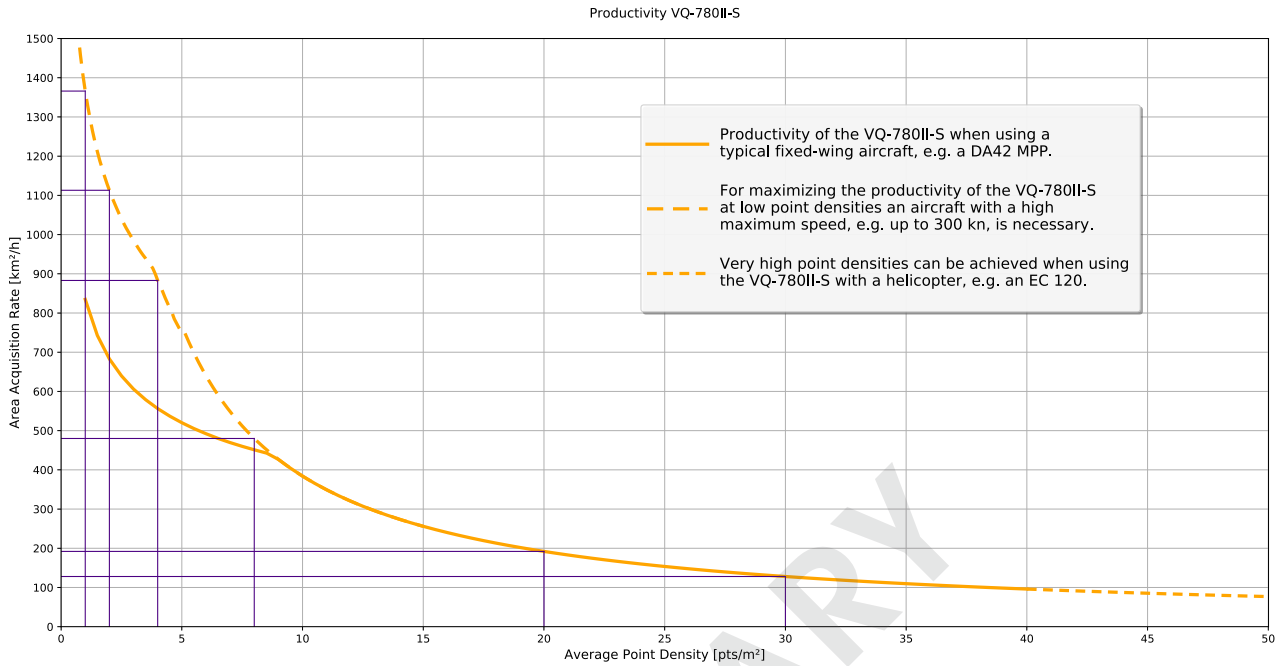 Productivity VQ-780II-S
1500
1400
1300
1200
1100
1000
900
800
700
600
500
400
300
200
100
0
Area Acquisition Rate [km²/h]
Productivity of the VQ-780II-S when using a
typical fixed-wing aircraft, e.g. a DA42 MPP.
For maximizing the productivity of the VQ-780II-S
at low point densities an aircraft with a high
maximum speed, e.g. up to 300 kn, is necessary.
Very high point densities can be achieved when using
the VQ-780II-S with a helicopter, e.g. an EC 120.
0 5 10 15 20 25 30 35 40 45 50
Average Point Density [pts/m²]
ARY